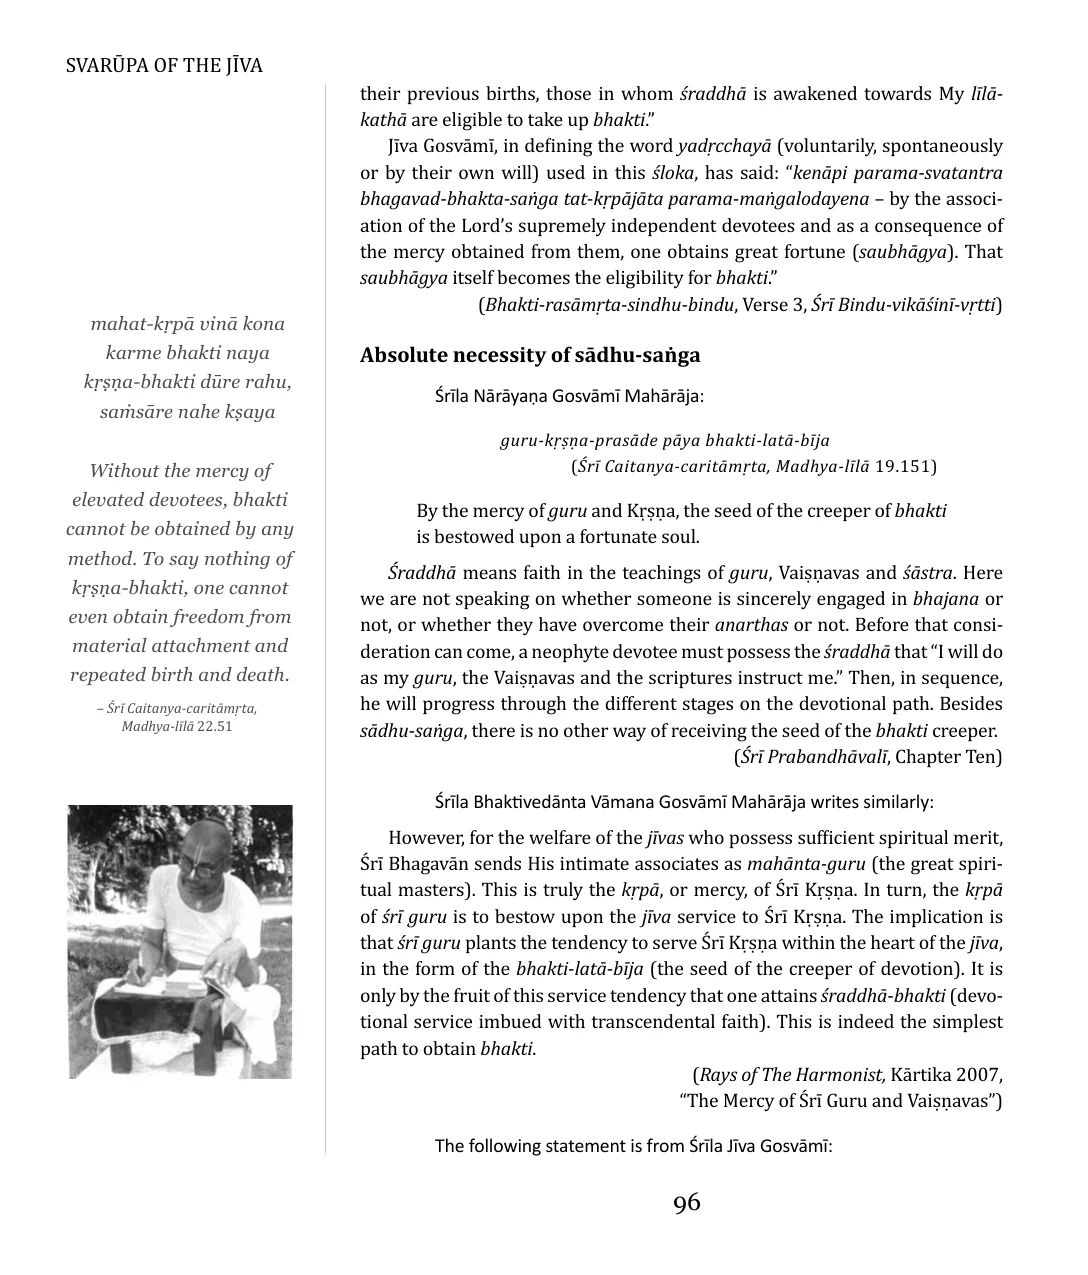 SVARŪPA OF THE JĪVA
their previous births, those in whom śraddhā is awakened towards My līlā-
kathā are eligible to take up bhakti.”
Jīva Gosvāmī, in defining the word yadṛcchayā (voluntarily, spontaneously
or by their own will) used in this śloka, has said: “kenāpi parama-svatantra
bhagavad-bhakta-saṅga tat-kṛpājāta parama-maṅgalodayena – by the associ-
ation of the Lord’s supremely independent devotees and as a consequence of
the mercy obtained from them, one obtains great fortune (saubhāgya). That
saubhāgya itself becomes the eligibility for bhakti.”
(Bhakti-rasāmṛta-sindhu-bindu, Verse 3, Śrī Bindu-vikāśinī-vṛtti)
mahat-kṛpā vinā kona
karme bhakti naya
kṛṣṇa-bhakti dūre rahu,
saṁsāre nahe kṣaya
Without the mercy of
elevated devotees, bhakti
cannot be obtained by any
method. To say nothing of
kṛṣṇa-bhakti, one cannot
even obtain freedom from
material attachment and
repeated birth and death.
– Śrī Caitanya-caritāmṛta,
Madhya-līlā 22.51
Absolute necessity of sādhu-saṅga
Śrīla Nārāyaṇa Gosvāmī Mahārāja:
guru-kṛṣṇa-prasāde pāya bhakti-latā-bīja
(Śrī Caitanya-caritāmṛta, Madhya-līlā 19.151)
By the mercy of guru and Kṛṣṇa, the seed of the creeper of bhakti
is bestowed upon a fortunate soul.
Śraddhā means faith in the teachings of guru, Vaiṣṇavas and śāstra. Here
we are not speaking on whether someone is sincerely engaged in bhajana or
not, or whether they have overcome their anarthas or not. Before that consi-
deration can come, a neophyte devotee must possess the śraddhā that “I will do
as my guru, the Vaiṣṇavas and the scriptures instruct me.” Then, in sequence,
he will progress through the different stages on the devotional path. Besides
sādhu-saṅga, there is no other way of receiving the seed of the bhakti creeper.
(Śrī Prabandhāvalī, Chapter Ten)
Śrīla Bhaktivedānta Vāmana Gosvāmī Mahārāja writes similarly:
However, for the welfare of the jīvas who possess sufficient spiritual merit,
Śrī Bhagavān sends His intimate associates as mahānta-guru (the great spiri-
tual masters). This is truly the kṛpā, or mercy, of Śrī Kṛṣṇa. In turn, the kṛpā
of śrī guru is to bestow upon the jīva service to Śrī Kṛṣṇa. The implication is
that śrī guru plants the tendency to serve Śrī Kṛṣṇa within the heart of the jīva,
in the form of the bhakti-latā-bīja (the seed of the creeper of devotion). It is
only by the fruit of this service tendency that one attains śraddhā-bhakti (devo-
tional service imbued with transcendental faith). This is indeed the simplest
path to obtain bhakti.
(Rays of The Harmonist, Kārtika 2007,
“The Mercy of Śrī Guru and Vaiṣṇavas”)
The following statement is from Śrīla Jīva Gosvāmī:
96